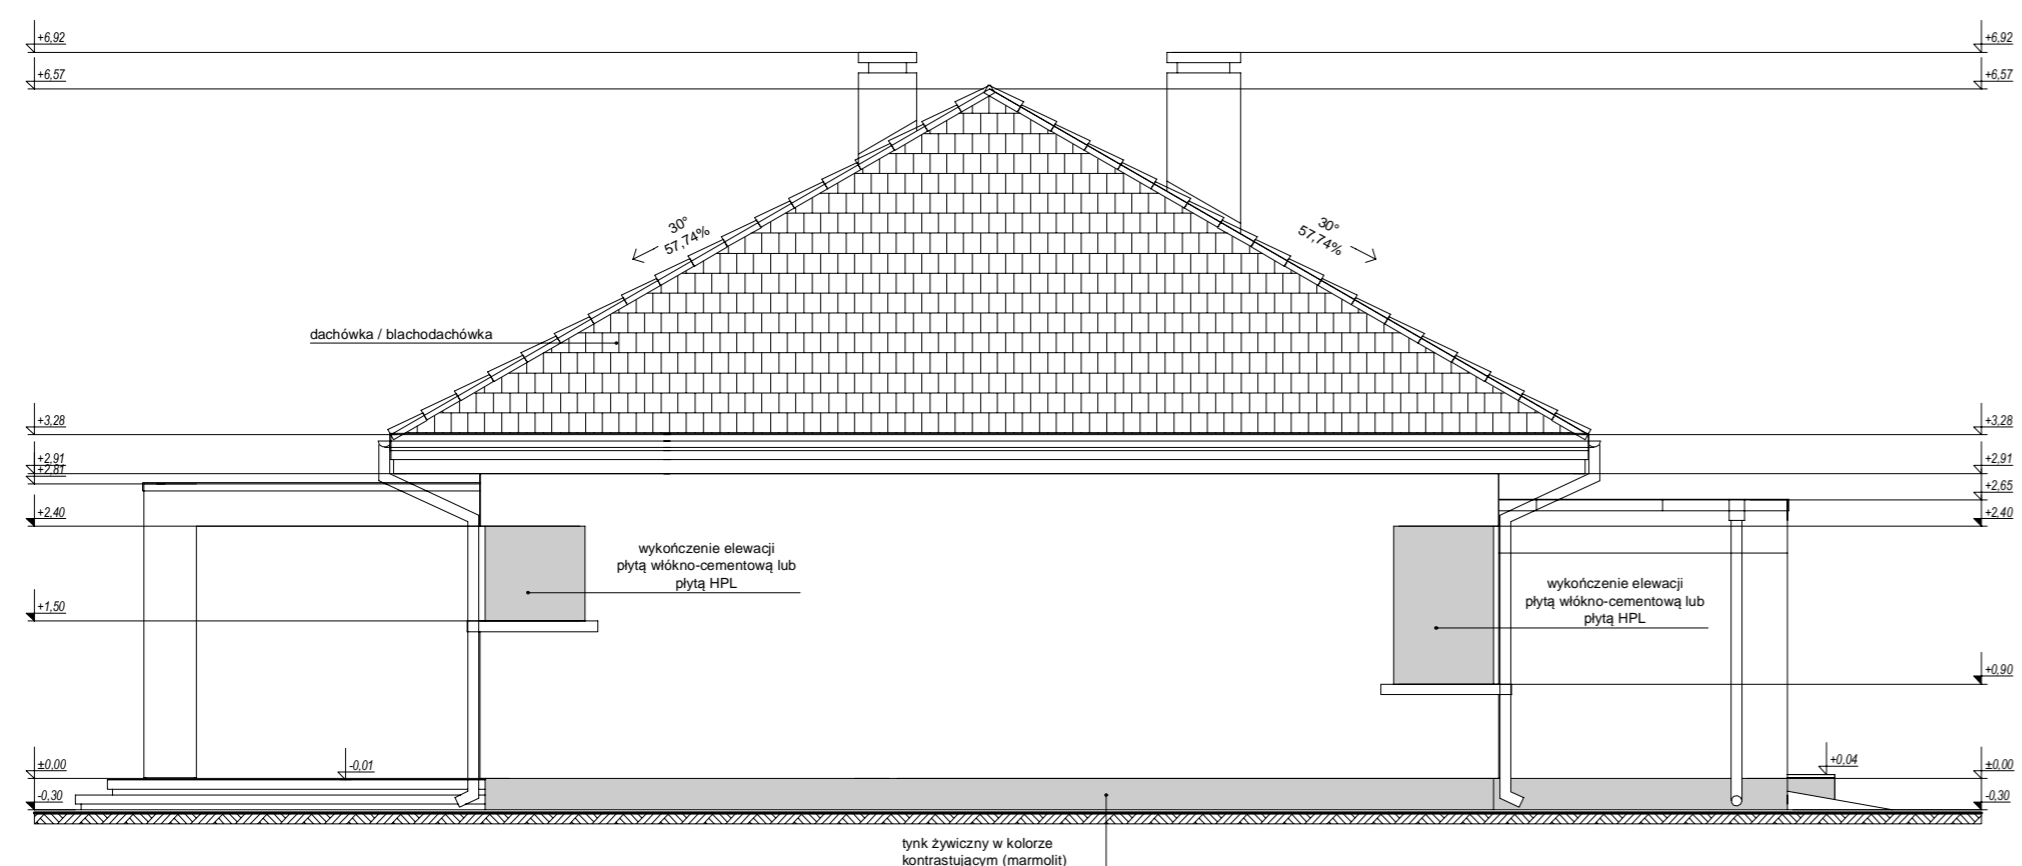 +6,92
+6,92
+6,57
+6,57
30°
57,74%
30°
57,74%
dachówka / blachodachówka
+3,28
+3,28
+2,91
+2,81
+2,91
+2,65
+2,40
+2,40
wykończenie elewacji
płytą włókno-cementową lub
płytą HPL
wykończenie elewacji
płytą włókno-cementową lub
płytą HPL
+1,50
+0,90
±0,00
-0,01
+0,04
±0,00
-0,30
-0,30
tynk żywiczny w kolorze
kontrastującym (marmolit)